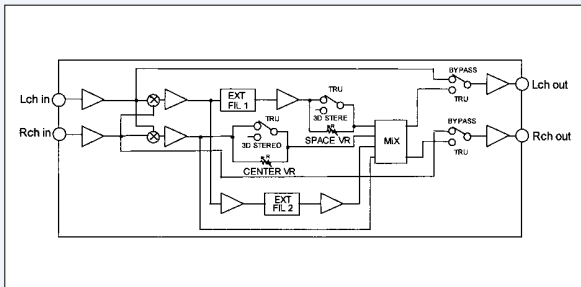 BYPASS
Lch in
EXT
FIL 1
TRU
3D STERE
TRU
Lch out
Rch in
TRU
3D STEREO
R
SPACE VR
MiX
BYPASS
TRU
Rch out
R
CENTER VR
EXT
FIL 2